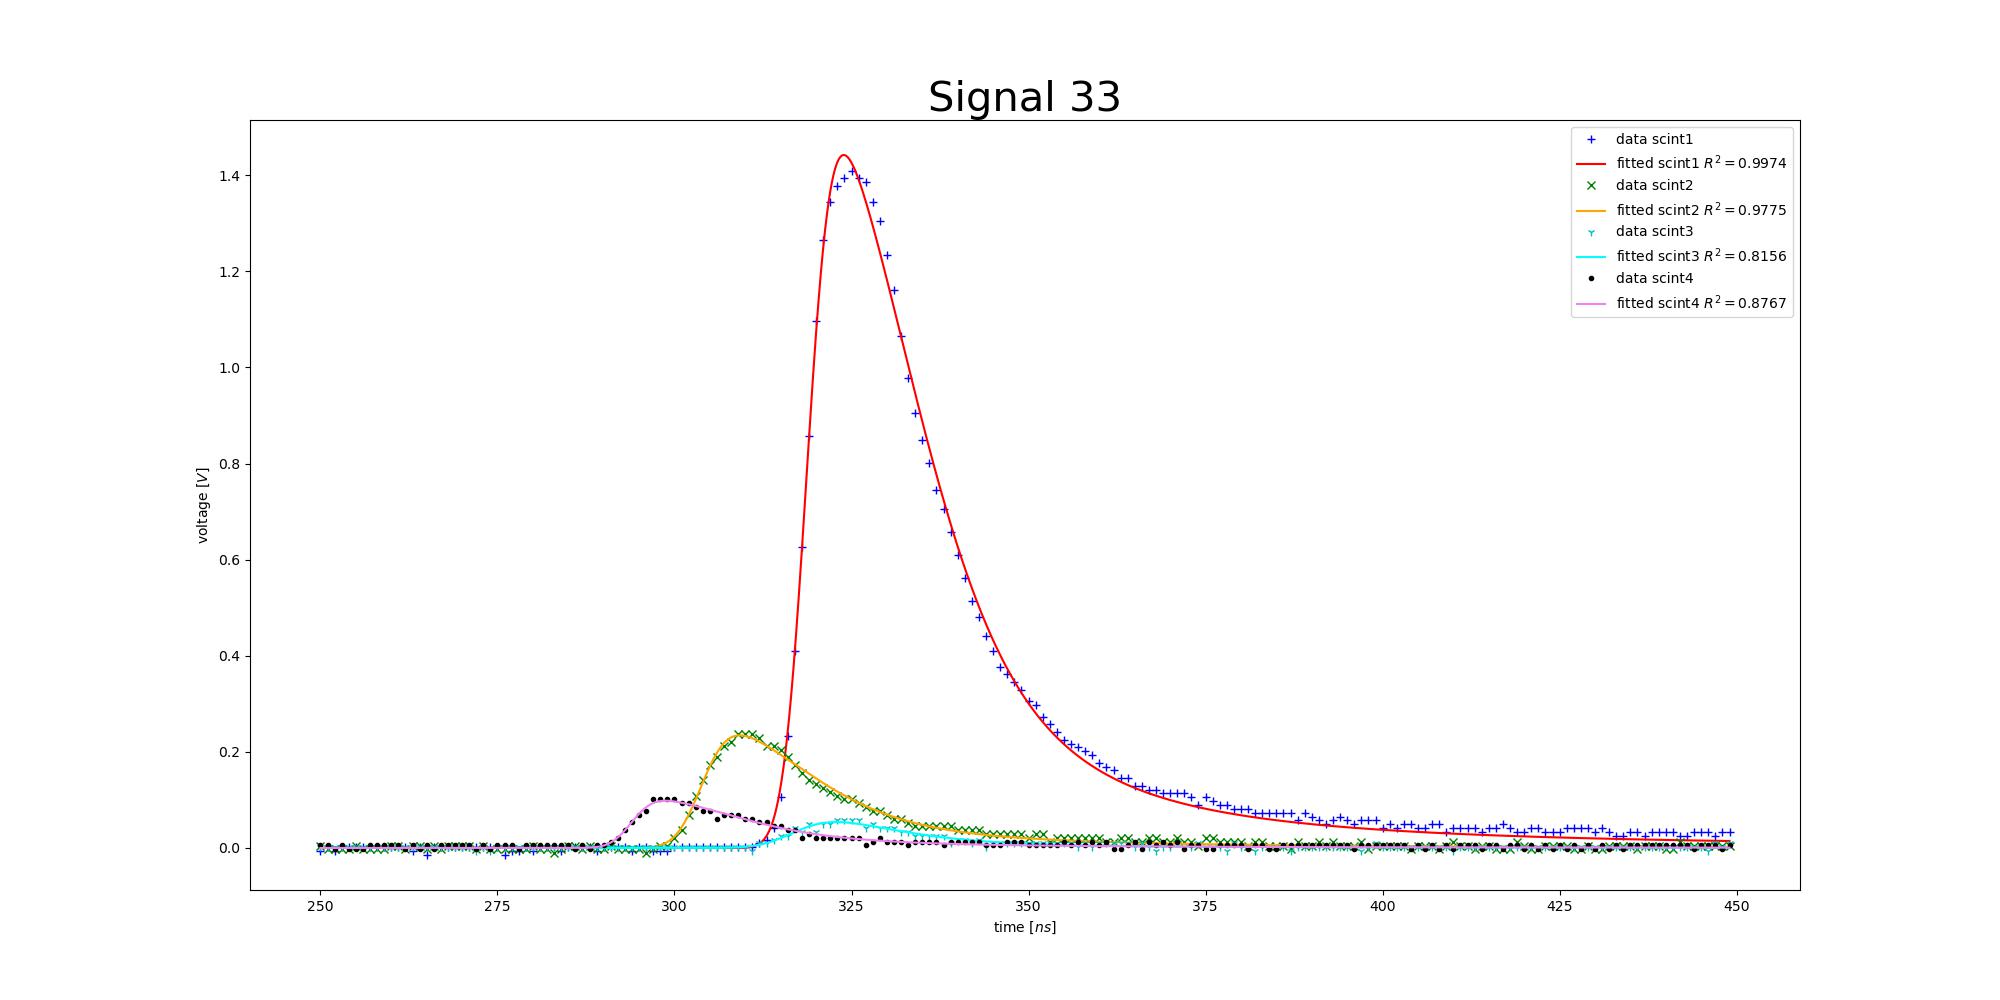 Signal 33
data scint1
fitted scint1 R² = 0.9974
data scint2
fitted scint2 R² = 0.9775
data scint3
fitted scint3 R² = 0.8156
data scint4
fitted scint4 R² = 0.8767
voltage [V]
1.4
1.2
1.0
0.8
0.6
0.4
0.2
0.0
250 275 300 325 350 375 400 425 450
time [ns]